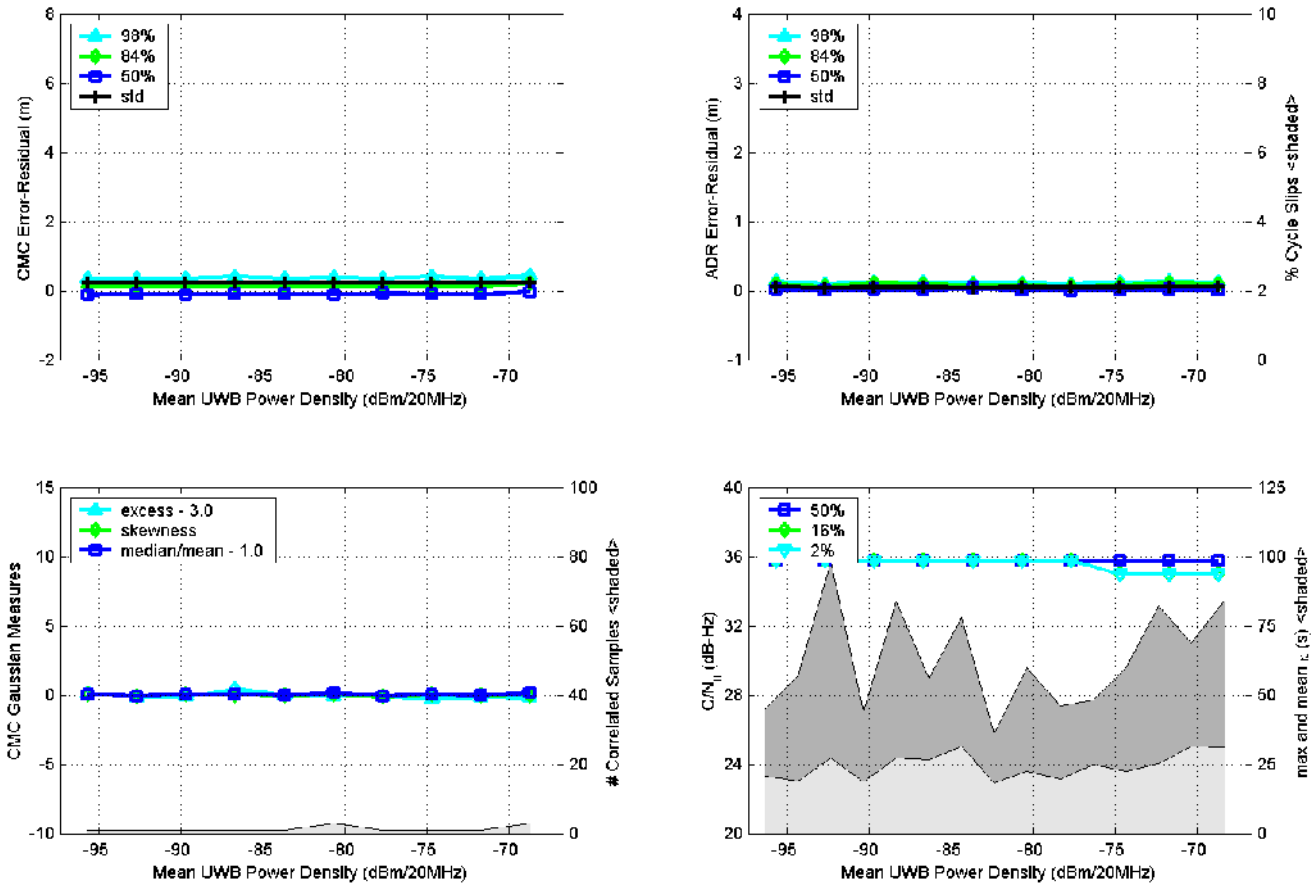 8
6
4
2
0
-2
98%
84%
50%
std
CMC Error-Residual (m)
-95 -90 -85 -80 -75 -70
Mean UWB Power Density (dBm/20MHz)
4
3
2
1
0
-1
98%
84%
50%
std
ADR Error-Residual (m)
10
8
6
4
2
0
% Cycle Slips <shaded>
-95 -90 -85 -80 -75 -70
Mean UWB Power Density (dBm/20MHz)
15
10
5
0
-5
-10
excess - 3.0
skewness
median/mean - 1.0
CMC Gaussian Measures
100
80
60
40
20
0
# Correlated Samples <shaded>
-95 -90 -85 -80 -75 -70
Mean UWB Power Density (dBm/20MHz)
40
36
32
28
24
20
50%
16%
2%
(dB-Hz)
125
100
75
50
25
0
max and mean (s) <shaded>
-95 -90 -85 -80 -75 -70
Mean UWB Power Density (dBm/20MHz)